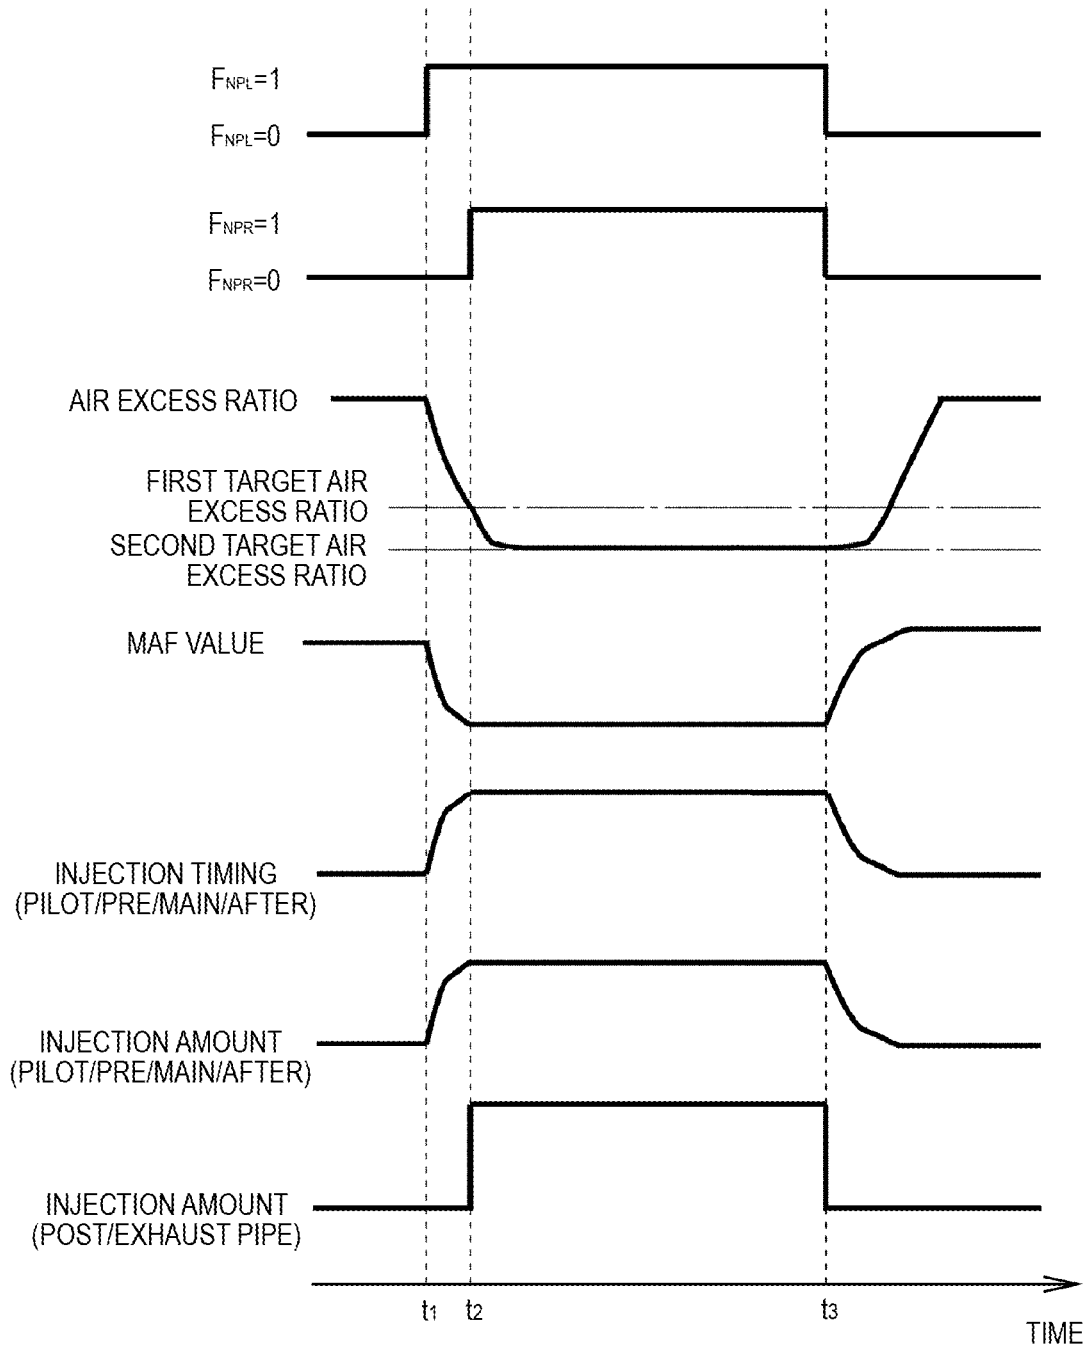 FNPL=1
FNPL=0
FNPR=1
FNPR=0
AIR EXCESS RATIO
FIRST TARGET AIR
EXCESS RATIO
SECOND TARGET AIR
EXCESS RATIO
MAF VALUE
INJECTION TIMING
(PILOT/PRE/MAIN/AFTER)
INJECTION AMOUNT
(PILOT/PRE/MAIN/AFTER)
INJECTION AMOUNT
(POST/EXHAUST PIPE)
t1 t2 t3
TIME